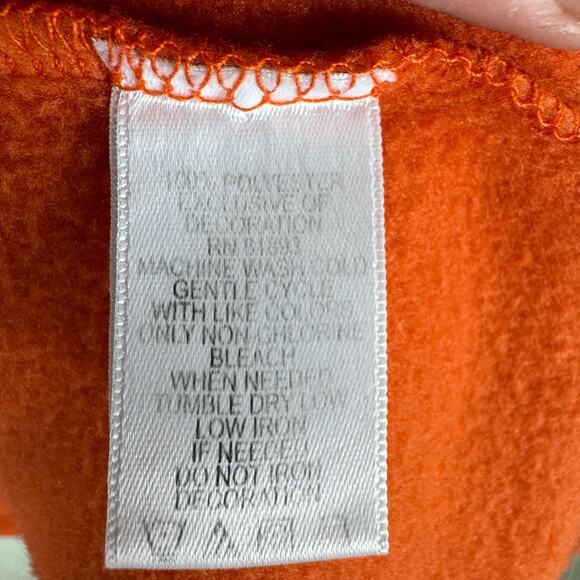 100% POLYESTER
EXCLUSIVE OF
DECORATION
RN 81593
MACHINE WASH COLD
GENTLE CYCLE
WITH LIKE COLORS
ONLY NON-CHLORINE
BLEACH
WHEN NEEDED
TUMBLE DRY LOW
LOW IRON
IF NEEDED
DO NOT IRON
DECORATION